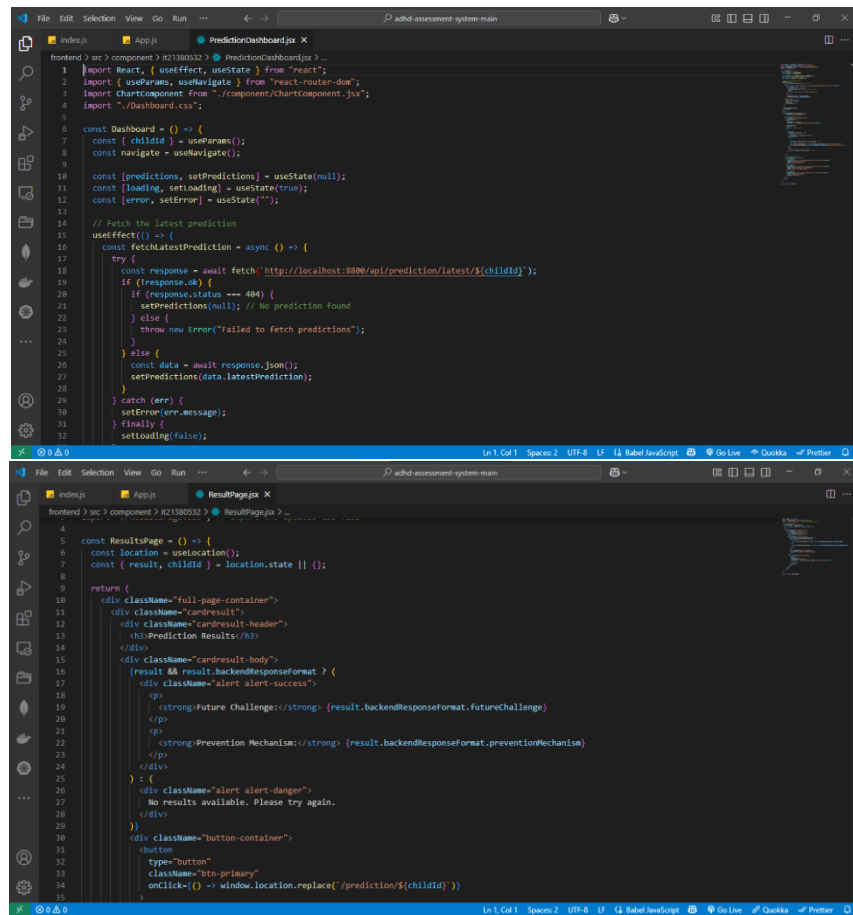 File Edit Selection View Go Run ··· adhd-assessment-system-main
index.js App.js PredictionDashboard.jsx
frontend > src > component > it21380532 > PredictionDashboard.jsx > ...
1 import React, { useEffect, useState } from "react";
2 import { useParams, useNavigate } from "react-router-dom";
3 import ChartComponent from "./component/ChartComponent.jsx";
4 import "./Dashboard.css";
5
6 const Dashboard = () => {
7 const { childId } = useParams();
8 const navigate = useNavigate();
9
10 const [predictions, setPredictions] = useState(null);
11 const [loading, setLoading] = useState(true);
12 const [error, setError] = useState("");
13
14 // Fetch the latest prediction
15 useEffect(() => {
16 const fetchLatestPrediction = async () => {
17 try {
18 const response = await fetch(`http://localhost:8800/api/prediction/latest/${childId}`);
19 if (!response.ok) {
20 if (response.status === 404) {
21 setPredictions(null); // No prediction found
22 } else {
23 throw new Error("Failed to fetch predictions");
24 }
25 } else {
26 const data = await response.json();
27 setPredictions(data.latestPrediction);
28 }
29 } catch (err) {
30 setError(err.message);
31 } finally {
32 setLoading(false);
0 0 Ln 1, Col 1 Spaces: 2 UTF-8 LF Babel JavaScript Go Live Quokka Prettier
File Edit Selection View Go Run ··· adhd-assessment-system-main
index.js App.js ResultPage.jsx
frontend > src > component > it21380532 > ResultPage.jsx > ...
4
5 const ResultsPage = () => {
6 const location = useLocation();
7 const { result, childId } = location.state || {};
8
9 return (
10 <div className="full-page-container">
11 <div className="cardresult">
12 <div className="cardresult-header">
13 <h3>Prediction Results</h3>
14 </div>
15 <div className="cardresult-body">
16 {result && result.backendResponseFormat ? (
17 <div className="alert alert-success">
18 <p>
19 <strong>Future Challenge:</strong> {result.backendResponseFormat.futureChallenge}
20 </p>
21 <p>
22 <strong>Prevention Mechanism:</strong> {result.backendResponseFormat.preventionMechanism}
23 </p>
24 </div>
25 ) : (
26 <div className="alert alert-danger">
27 No results available. Please try again.
28 </div>
29 )}
30 <div className="button-container">
31 <button
32 type="button"
33 className="btn-primary"
34 onClick={() => window.location.replace(`/prediction/${childId}`)}
35 >
0 0 Ln 1, Col 1 Spaces: 2 UTF-8 LF Babel JavaScript Go Live Quokka Prettier